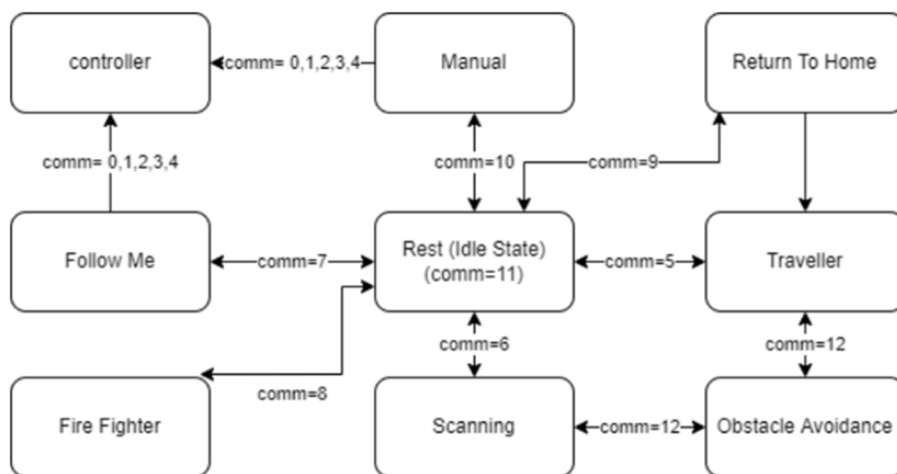 controller
comm= 0,1,2,3,4
Manual
Return To Home
comm= 0,1,2,3,4
comm=10
comm=9
Follow Me
comm=7
Rest (Idle State)
(comm=11)
comm=5
Traveller
comm=6
comm=12
comm=8
Fire Fighter
Scanning
comm=12
Obstacle Avoidance